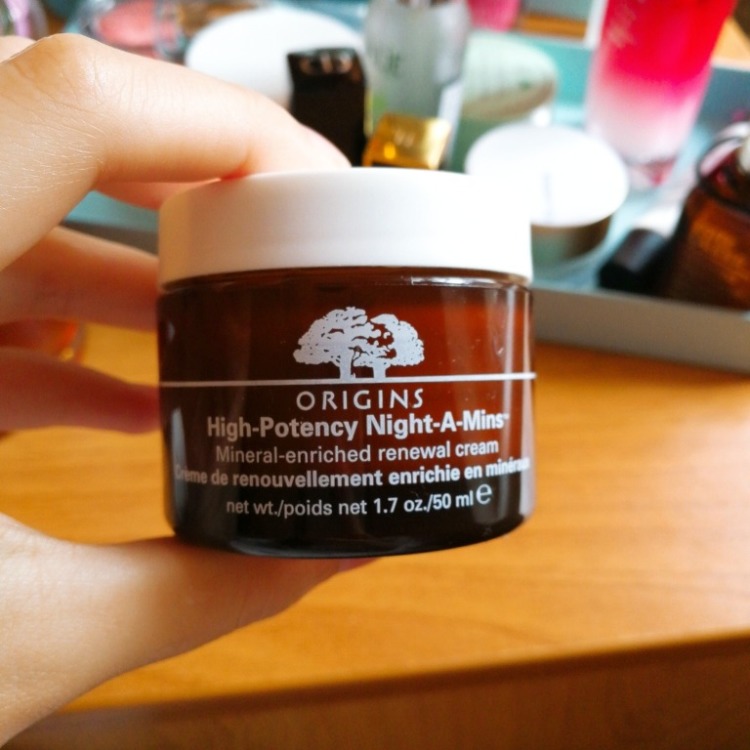 ORIGINS
High-Potency Night-A-Mins™
Mineral-enriched renewal cream
Crème de renouvellement enrichie en minéraux
net wt./poids net 1.7 oz./50 ml e